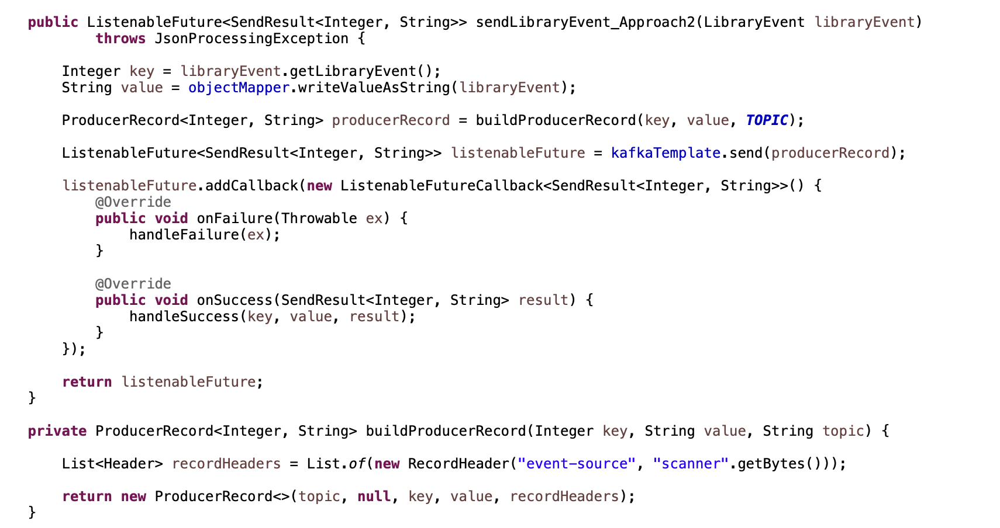 public ListenableFuture<SendResult<Integer, String>> sendLibraryEvent_Approach2(LibraryEvent libraryEvent)
        throws JsonProcessingException {

    Integer key = libraryEvent.getLibraryEvent();
    String value = objectMapper.writeValueAsString(libraryEvent);

    ProducerRecord<Integer, String> producerRecord = buildProducerRecord(key, value, TOPIC);

    ListenableFuture<SendResult<Integer, String>> listenableFuture = kafkaTemplate.send(producerRecord);

    listenableFuture.addCallback(new ListenableFutureCallback<SendResult<Integer, String>>() {
        @Override
        public void onFailure(Throwable ex) {
            handleFailure(ex);
        }

        @Override
        public void onSuccess(SendResult<Integer, String> result) {
            handleSuccess(key, value, result);
        }
    });

    return listenableFuture;
}

private ProducerRecord<Integer, String> buildProducerRecord(Integer key, String value, String topic) {

    List<Header> recordHeaders = List.of(new RecordHeader("event-source", "scanner".getBytes()));

    return new ProducerRecord<>(topic, null, key, value, recordHeaders);
}